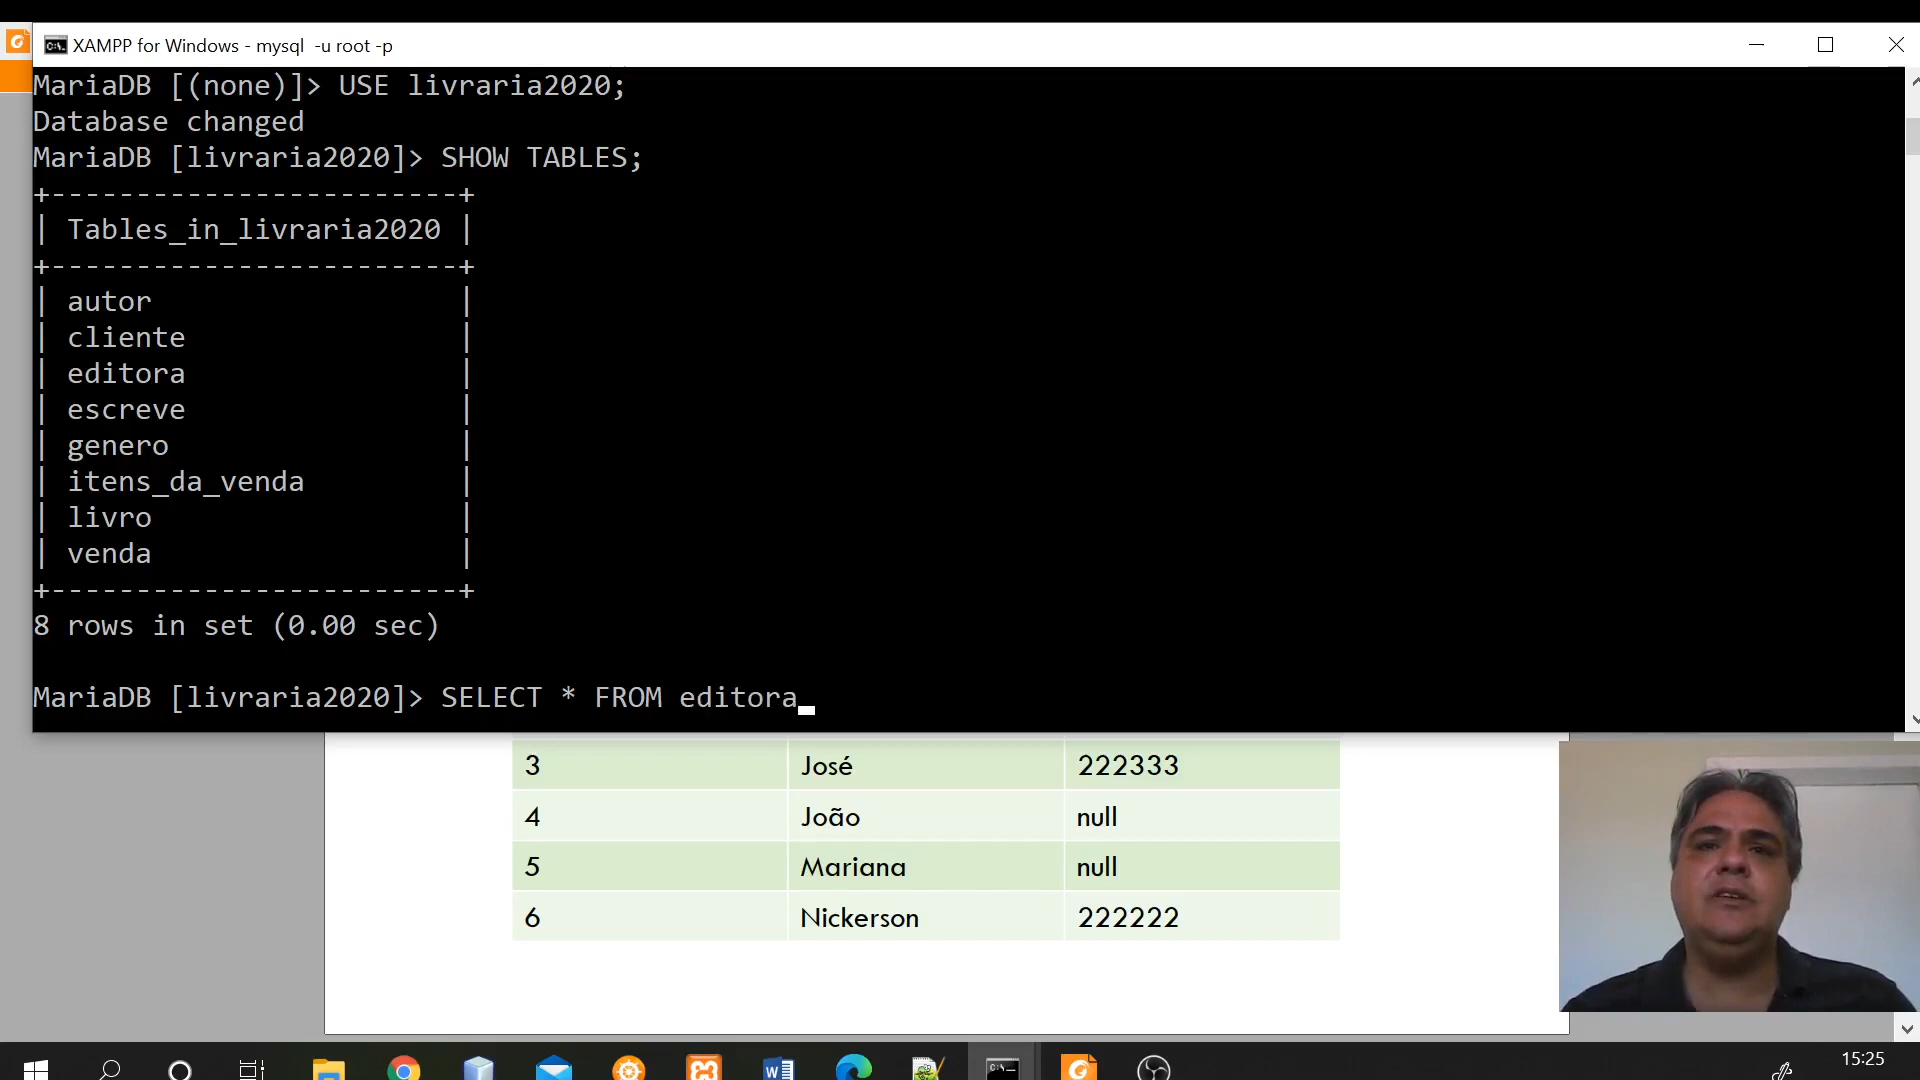 XAMPP for Windows - mysql  -u root -p
MariaDB [(none)]> USE livraria2020;
Database changed
MariaDB [livraria2020]> SHOW TABLES;
+------------------------+
| Tables_in_livraria2020 |
+------------------------+
| autor                  |
| cliente                |
| editora                |
| escreve                |
| genero                 |
| itens_da_venda         |
| livro                  |
| venda                  |
+------------------------+
8 rows in set (0.00 sec)
MariaDB [livraria2020]> SELECT * FROM editora_
3 José 222333
4 João null
5 Mariana null
6 Nickerson 222222
15:25